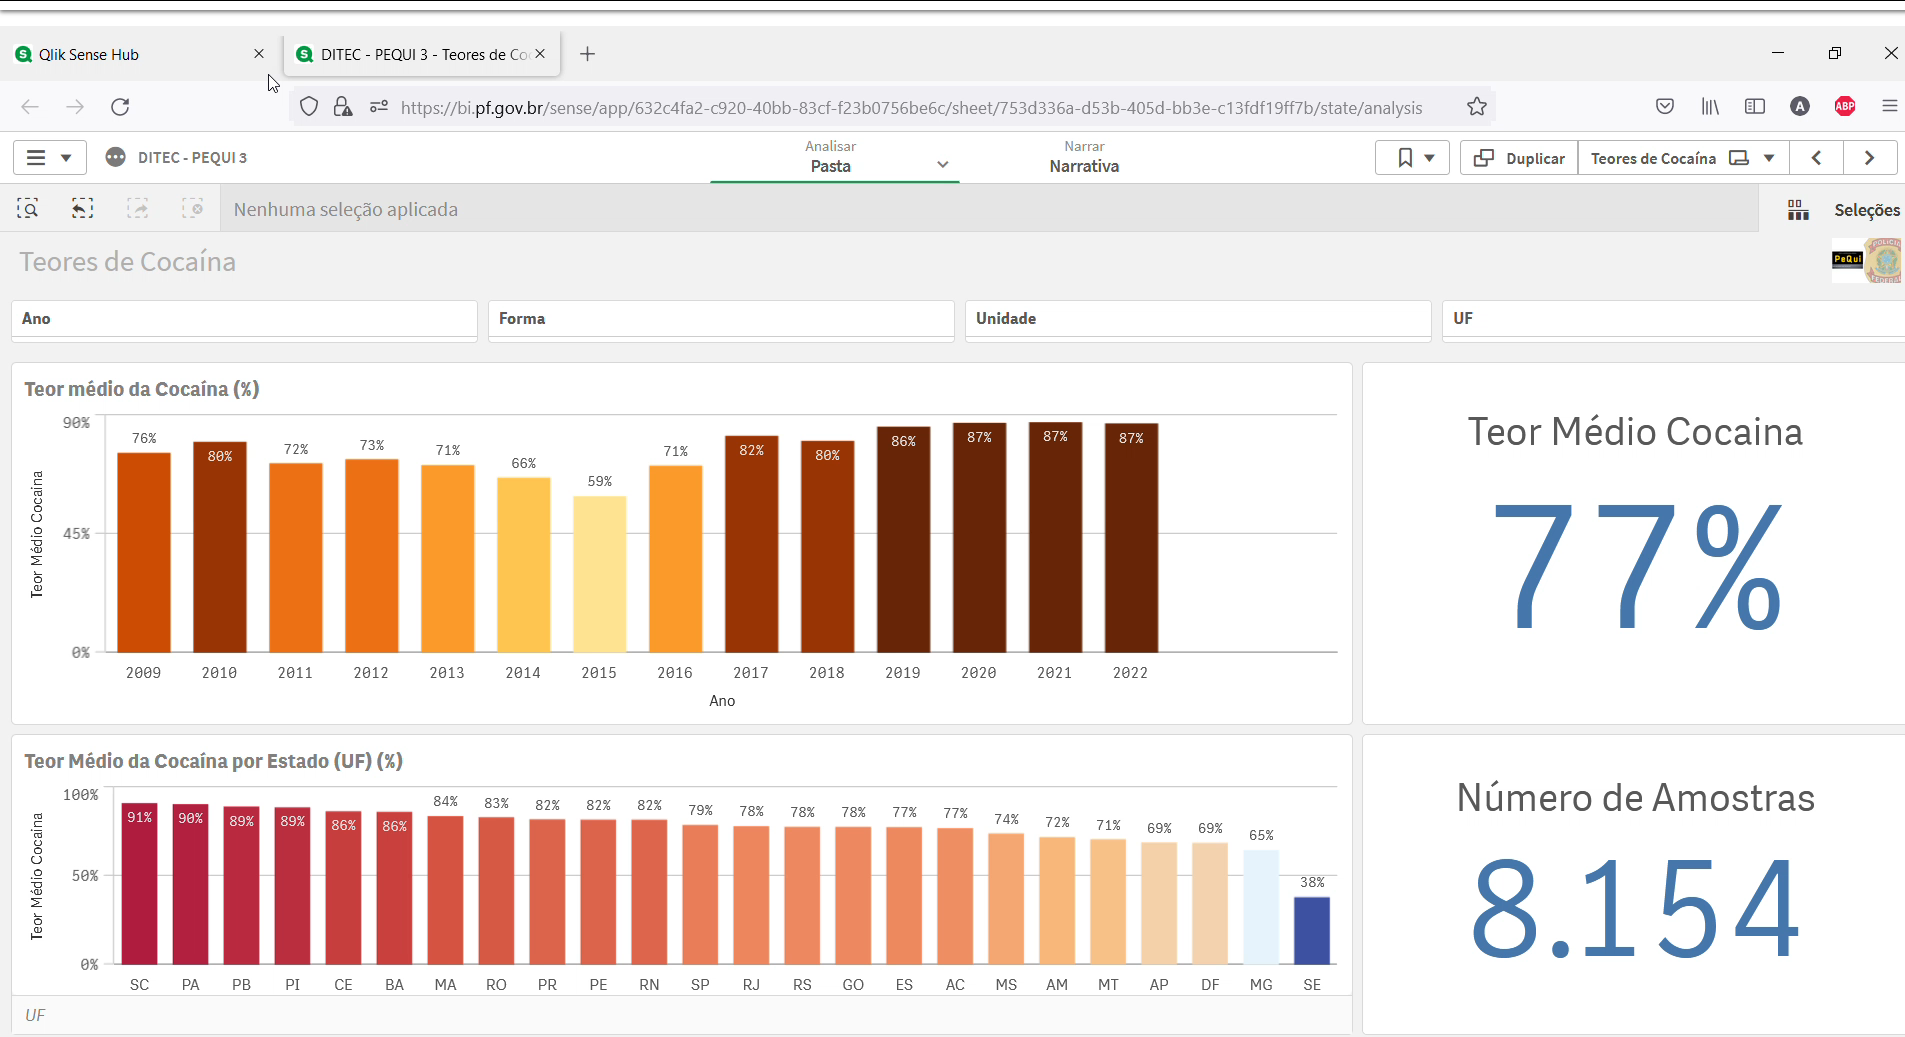 Qlik Sense Hub
DITEC - PEQUI 3 - Teores de Co
https://bi.pf.gov.br/sense/app/632c4fa2-c920-40bb-83cf-f23b0756be6c/sheet/753d336a-d53b-405d-bb3e-c13fdf19ff7b/state/analysis
A
ABP
DITEC - PEQUI 3
Analisar
Pasta
Narrar
Narrativa
Duplicar
Teores de Cocaína
Nenhuma seleção aplicada
Seleções
Teores de Cocaína
PeQui
POLÍCIA
FEDERAL
Ano
Forma
Unidade
UF
Teor médio da Cocaína (%)
Teor Médio Cocaina
90%
45%
0%
76%
80%
72%
73%
71%
66%
59%
71%
82%
80%
86%
87%
87%
87%
2009 2010 2011 2012 2013 2014 2015 2016 2017 2018 2019 2020 2021 2022
Ano
Teor Médio Cocaina
77%
Teor Médio da Cocaína por Estado (UF) (%)
Teor Médio Cocaina
100%
50%
0%
91% 90% 89% 89% 86% 86% 84% 83% 82% 82% 82% 79% 78% 78% 78% 77% 77% 74% 72% 71% 69% 69% 65% 38%
SC PA PB PI CE BA MA RO PR PE RN SP RJ RS GO ES AC MS AM MT AP DF MG SE
UF
Número de Amostras
8.154